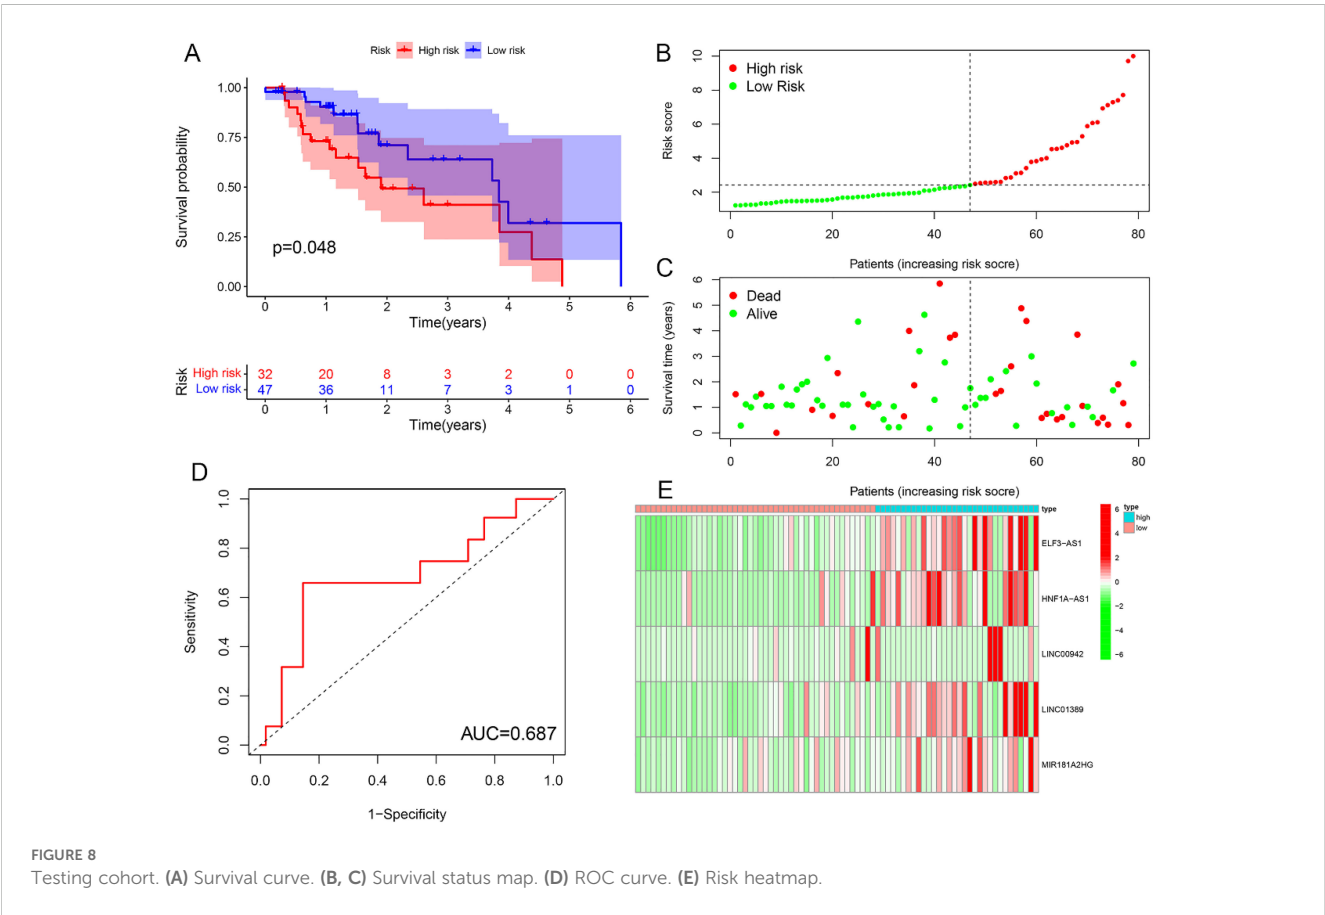 A
Risk High risk Low risk
Survival probability
1.00
0.75
0.50
0.25
0.00
p=0.048
0 1 2 3 4 5 6
Time(years)
Risk
High risk 32 20 8 3 2 0 0
Low risk 47 36 11 7 3 1 0
0 1 2 3 4 5 6
Time(years)
B
High risk
Low Risk
Risk score
10
8
6
4
2
0 20 40 60 80
Patients (increasing risk socre)
C
Dead
Alive
Survival time (years)
6
5
4
3
2
1
0
0 20 40 60 80
Patients (increasing risk socre)
D
Sensitivity
1.0
0.8
0.6
0.4
0.2
0.0
AUC=0.687
0.0 0.2 0.4 0.6 0.8 1.0
1−Specificity
E
type
ELF3−AS1
HNF1A−AS1
LINC00942
LINC01389
MIR181A2HG
6
4
2
0
−2
−4
−6
type
high
low
FIGURE 8
Testing cohort. (A) Survival curve. (B, C) Survival status map. (D) ROC curve. (E) Risk heatmap.